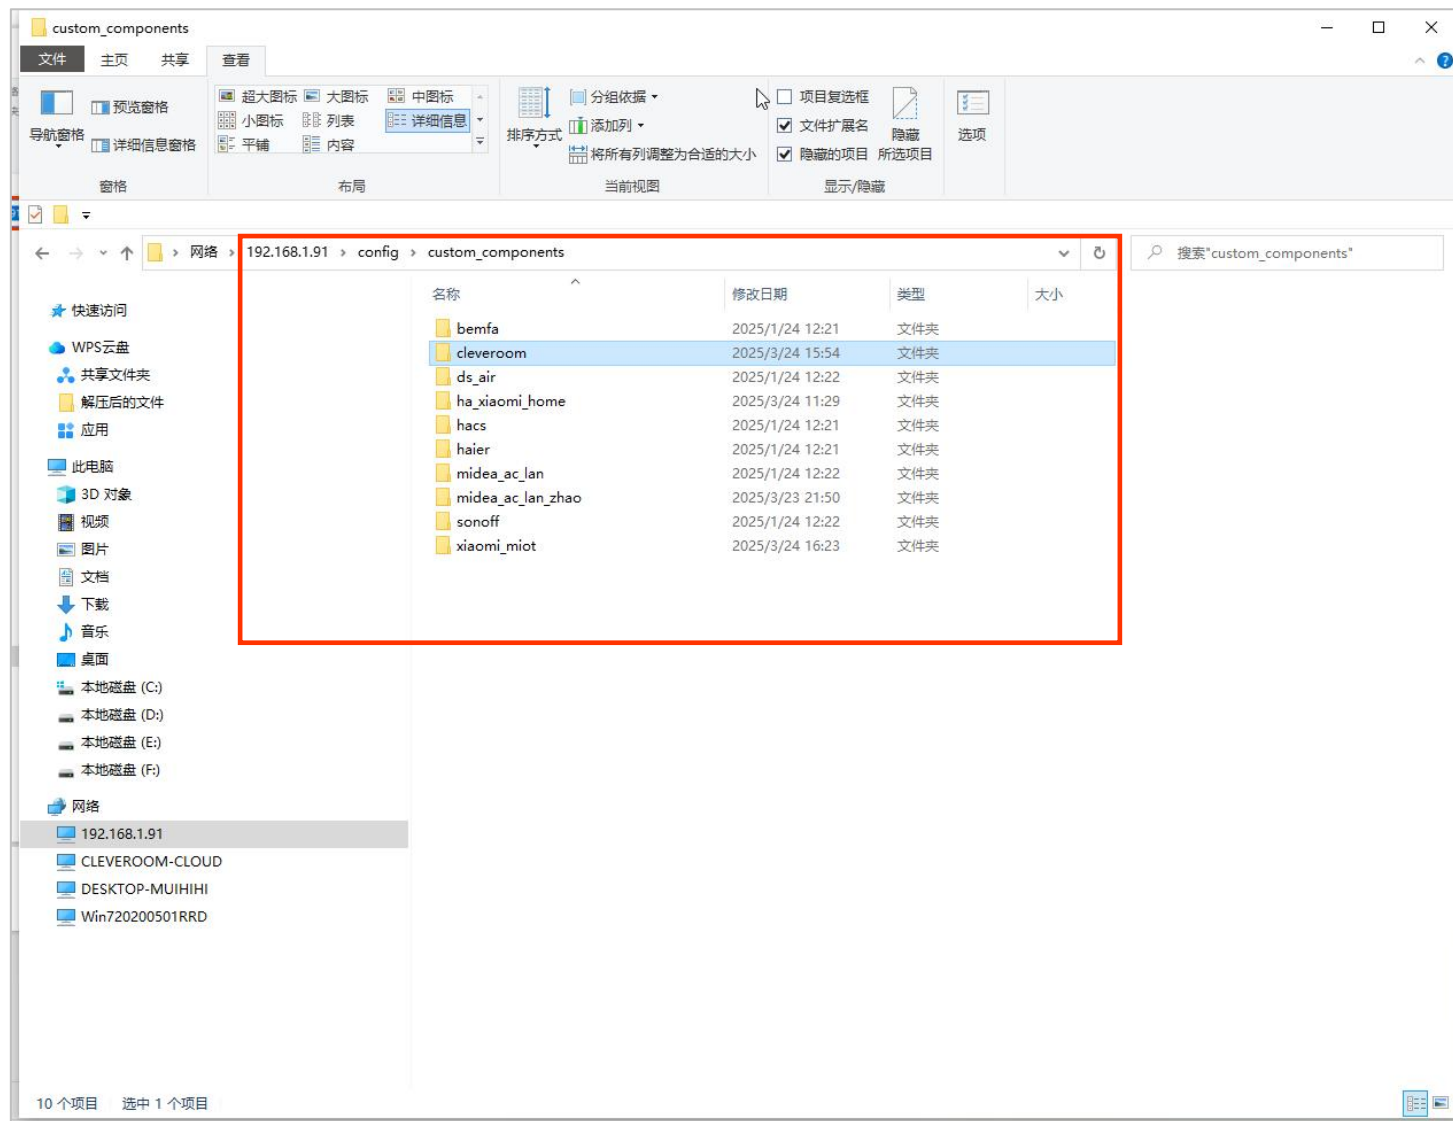 custom_components
文件 主页 共享 查看
导航窗格 预览窗格 详细信息窗格
窗格
超大图标 大图标 中图标
小图标 列表 详细信息
平铺 内容
布局
排序方式 分组依据
添加列
将所有列调整为合适的大小
当前视图
项目复选框
文件扩展名
隐藏的项目
隐藏
所选项目
显示/隐藏
选项
网络 192.168.1.91 config custom_components
搜索"custom_components"
快速访问
WPS云盘
共享文件夹
解压后的文件
应用
此电脑
3D 对象
视频
图片
文档
下载
音乐
桌面
本地磁盘 (C:)
本地磁盘 (D:)
本地磁盘 (E:)
本地磁盘 (F:)
网络
192.168.1.91
CLEVEROOM-CLOUD
DESKTOP-MUIHIHI
Win720200501RRD
名称 修改日期 类型 大小
bemfa 2025/1/24 12:21 文件夹
cleveroom 2025/3/24 15:54 文件夹
ds_air 2025/1/24 12:22 文件夹
ha_xiaomi_home 2025/3/24 11:29 文件夹
hacs 2025/1/24 12:21 文件夹
haier 2025/1/24 12:21 文件夹
midea_ac_lan 2025/1/24 12:22 文件夹
midea_ac_lan_zhao 2025/3/23 21:50 文件夹
sonoff 2025/1/24 12:22 文件夹
xiaomi_miot 2025/3/24 16:23 文件夹
10 个项目 选中 1 个项目